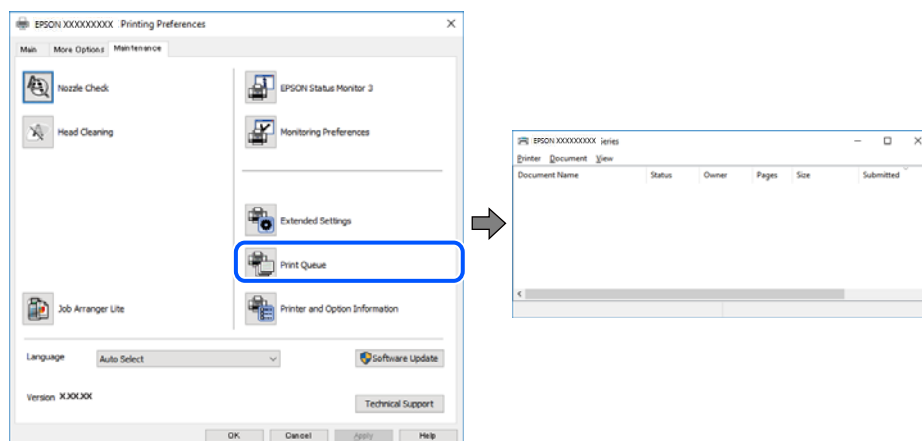 EPSON XXXXXXXXX Printing Preferences
Main More Options Maintenance
Nozzle Check
EPSON Status Monitor 3
Head Cleaning
Monitoring Preferences
Extended Settings
Print Queue
Job Arranger Lite
Printer and Option Information
Language Auto Select
Software Update
Version X.XX.XX
Technical Support
OK Cancel Apply Help
EPSON XXXXXXXXX ieries
Printer Document View
Document Name Status Owner Pages Size Submitted